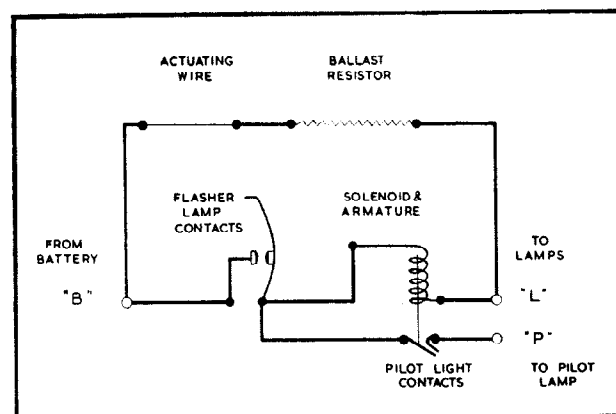 ACTUATING
WIRE
BALLAST
RESISTOR
FLASHER
LAMP
CONTACTS
SOLENOID &
ARMATURE
FROM
BATTERY
"B"
TO
LAMPS
"L"
"P"
PILOT LIGHT
CONTACTS
TO PILOT
LAMP